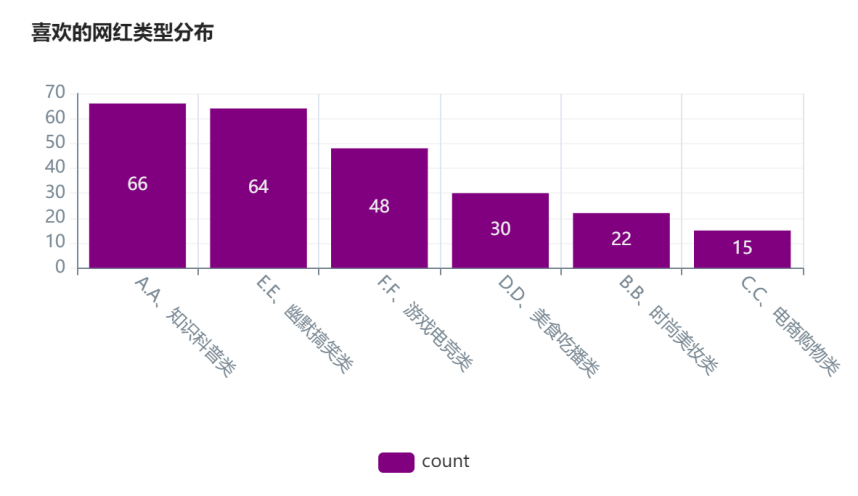 喜欢的网红类型分布
70
60
50
40
30
20
10
0
66
64
48
30
22
15
A.A、知识科普类
E.E、幽默搞笑类
F.F、游戏电竞类
D.D、美食吃播类
B.B、时尚美妆类
C.C、电商购物类
count